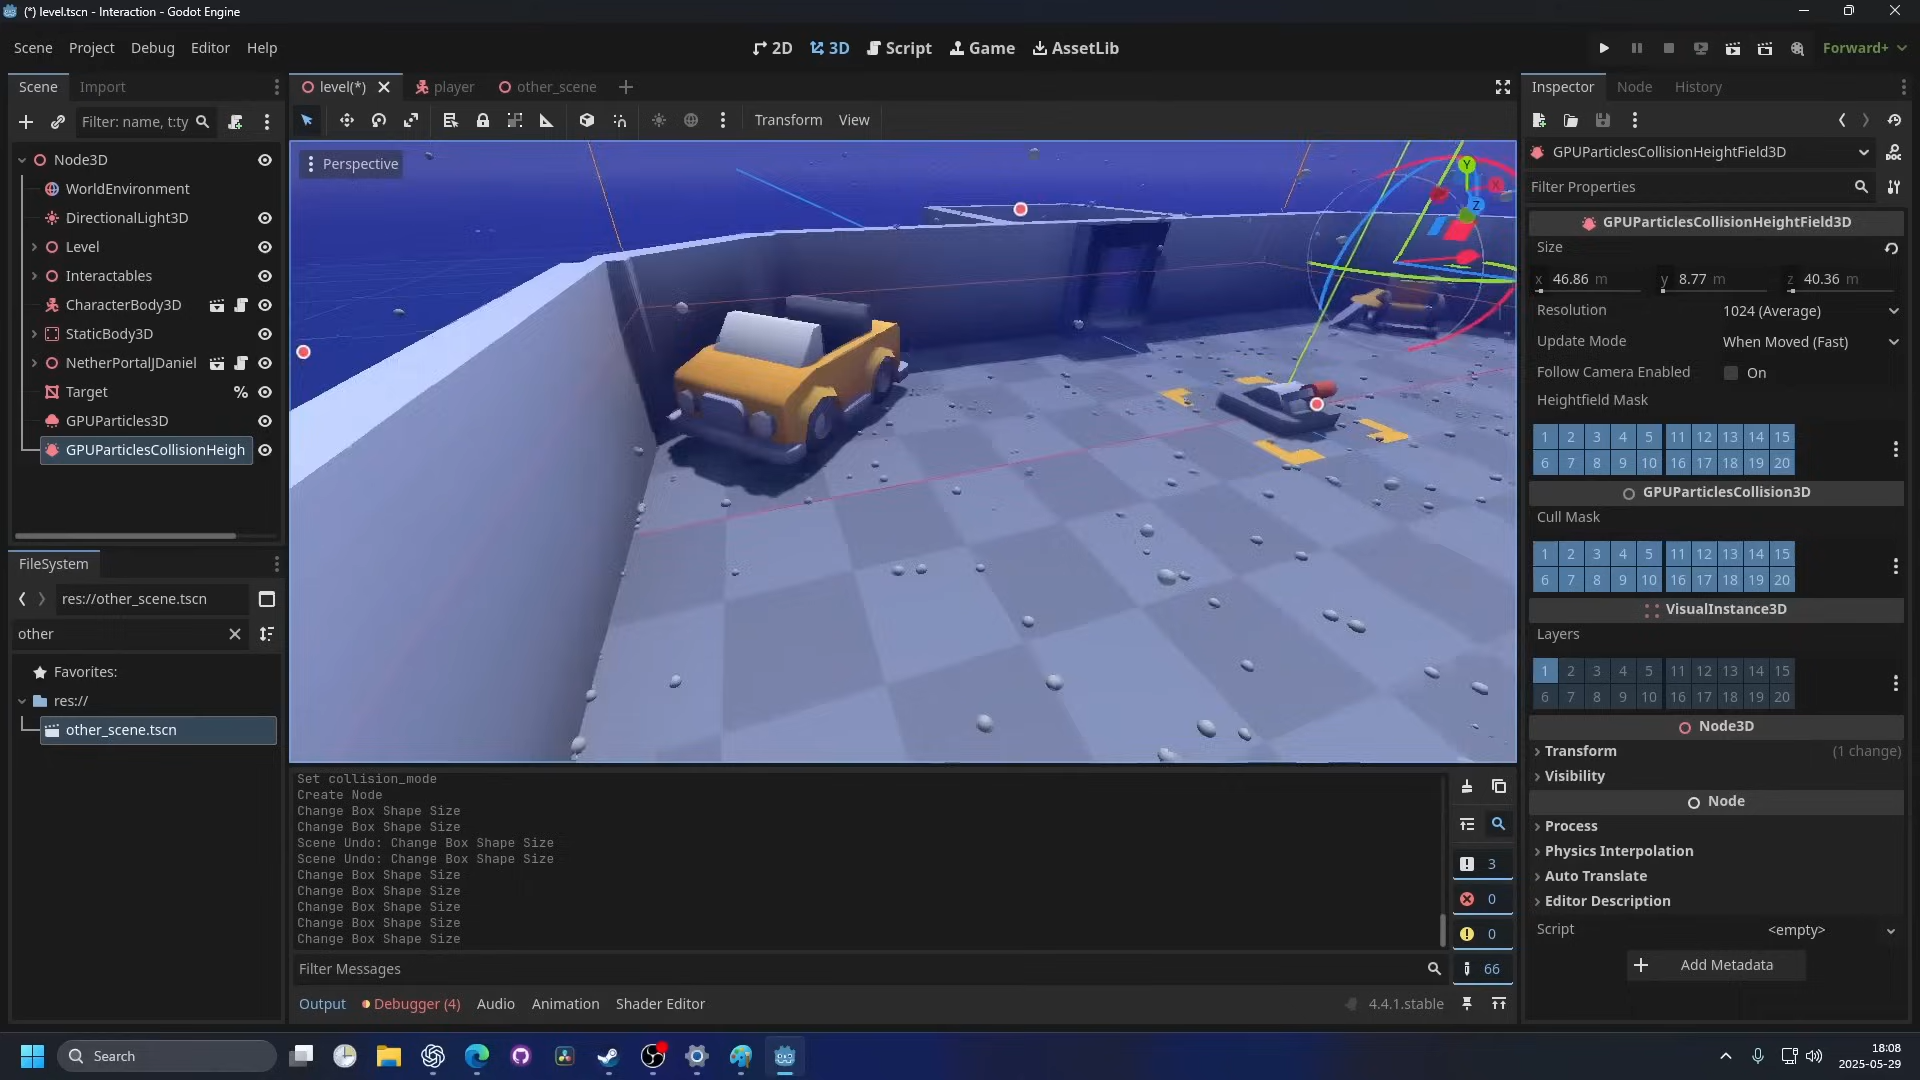 (*) level.tscn - Interaction - Godot Engine
Scene Project Debug Editor Help
2D 3D Script Game AssetLib
Forward+
Scene Import
level(*) player other_scene
Inspector Node History
Filter: name, t:ty
Transform View
Perspective
Node3D
WorldEnvironment
DirectionalLight3D
Level
Interactables
CharacterBody3D
StaticBody3D
NetherPortalJDaniel
Target %
GPUParticles3D
GPUParticlesCollisionHeigh
FileSystem
res://other_scene.tscn
other
Favorites:
res://
other_scene.tscn
Y
X
Z
Set collision_mode
Create Node
Change Box Shape Size
Change Box Shape Size
Scene Undo: Change Box Shape Size
Scene Undo: Change Box Shape Size
Change Box Shape Size
Change Box Shape Size
Change Box Shape Size
Change Box Shape Size
Change Box Shape Size
3
0
0
66
Filter Messages
Output Debugger (4) Audio Animation Shader Editor
4.4.1.stable
GPUParticlesCollisionHeightField3D
Filter Properties
GPUParticlesCollisionHeightField3D
Size
x 46.86 m y 8.77 m z 40.36 m
Resolution 1024 (Average)
Update Mode When Moved (Fast)
Follow Camera Enabled On
Heightfield Mask
1 2 3 4 5 11 12 13 14 15
6 7 8 9 10 16 17 18 19 20
GPUParticlesCollision3D
Cull Mask
1 2 3 4 5 11 12 13 14 15
6 7 8 9 10 16 17 18 19 20
VisualInstance3D
Layers
1 2 3 4 5 11 12 13 14 15
6 7 8 9 10 16 17 18 19 20
Node3D
Transform (1 change)
Visibility
Node
Process
Physics Interpolation
Auto Translate
Editor Description
Script <empty>
Add Metadata
Search
18:08
2025-05-29